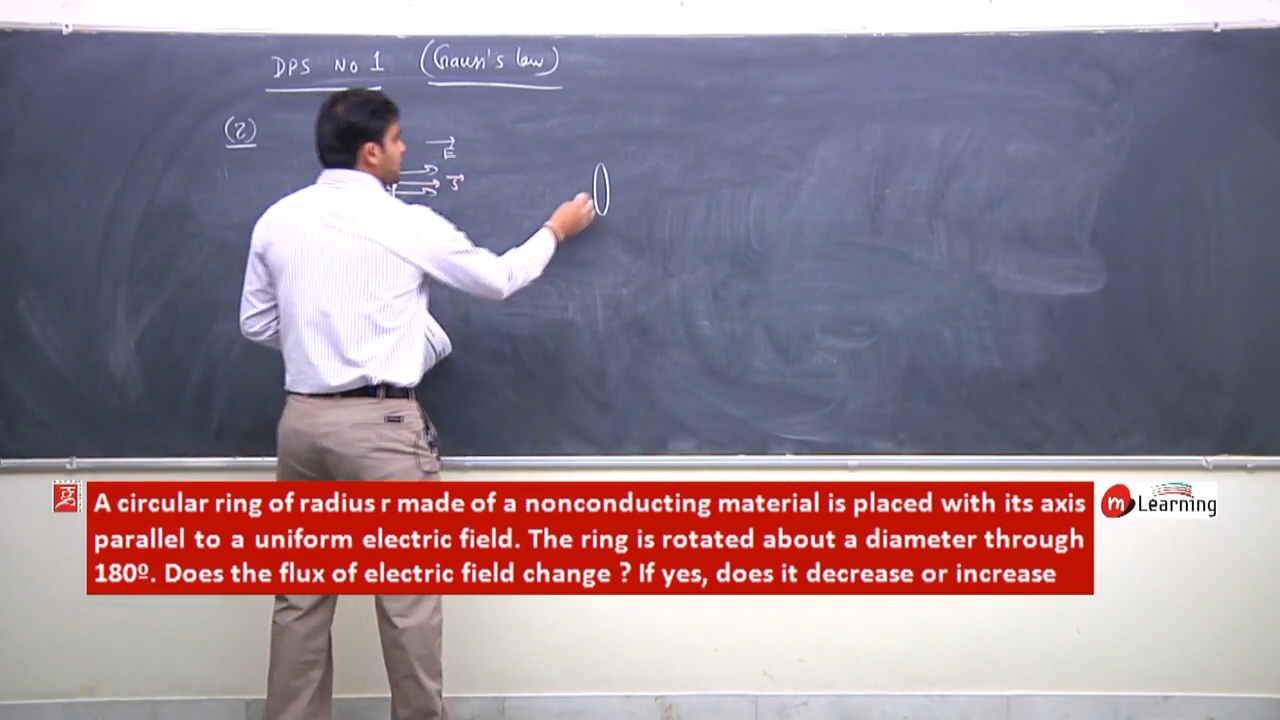 DPS No 1 (Gauss's law)
(2)
E
S
A circular ring of radius r made of a nonconducting material is placed with its axis
parallel to a uniform electric field. The ring is rotated about a diameter through
180º. Does the flux of electric field change ? If yes, does it decrease or increase
m Learning